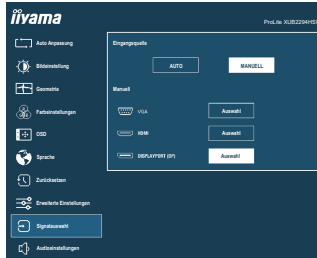 iiyama
ProLite XUB2294HS
Auto Anpassung
Eingangsquelle
AUTO
MANUELL
Bildeinstellung
Geometrie
Manuell
Farbeinstellungen
VGA
Auswahl
OSD
HDMI
Auswahl
Sprache
DISPLAYPORT (DP)
Auswahl
Zurücksetzen
Erweiterte Einstellungen
Signalauswahl
Audioeinstellungen